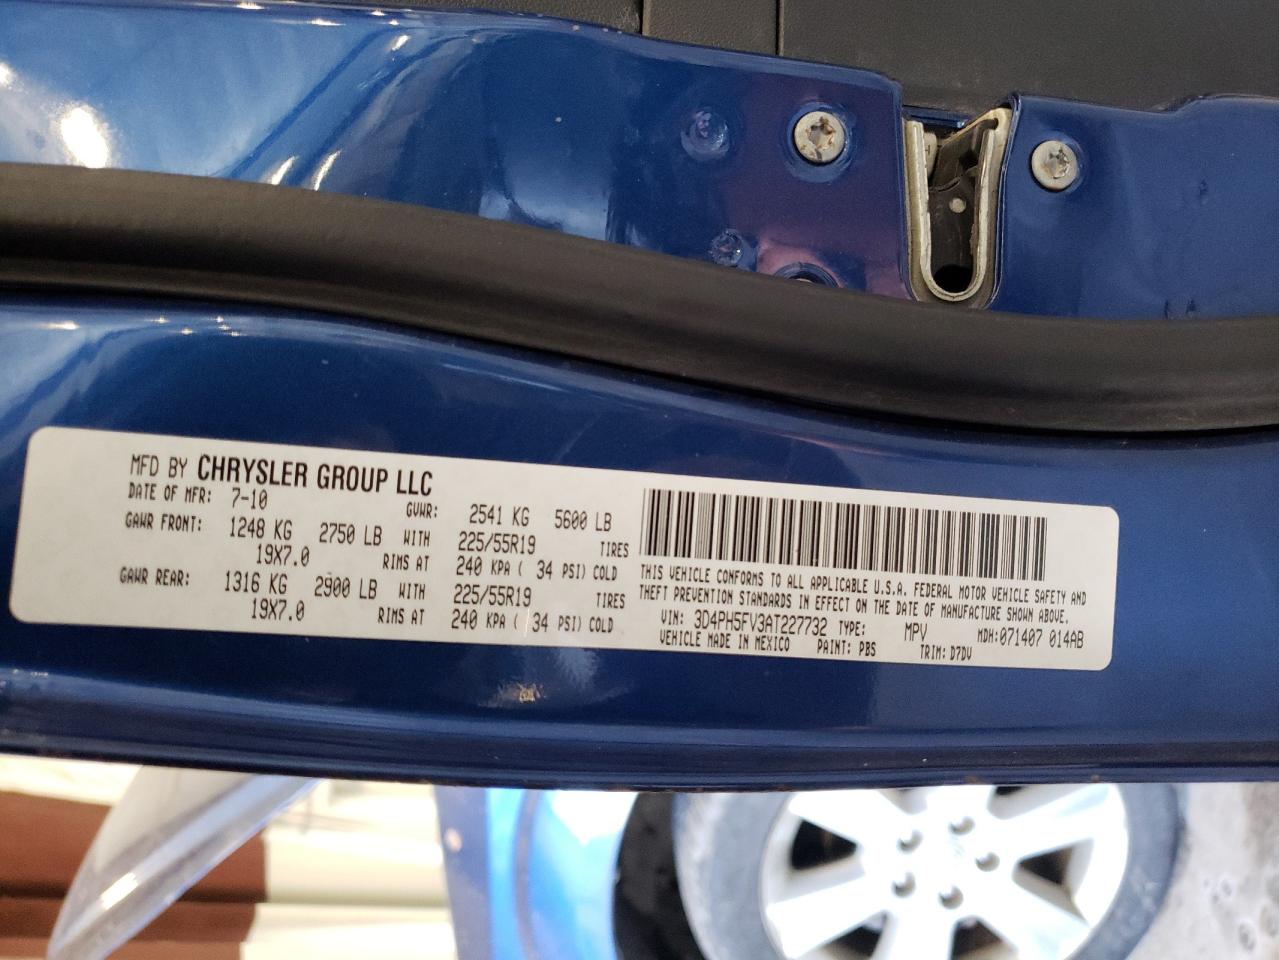 MFD BY CHRYSLER GROUP LLC
DATE OF MFR: 7-10 GVWR: 2541 KG 5600 LB
GAWR FRONT: 1248 KG 2750 LB WITH 225/55R19 TIRES
19X7.0 RIMS AT 240 KPA ( 34 PSI) COLD
GAWR REAR: 1316 KG 2900 LB WITH 225/55R19 TIRES
19X7.0 RIMS AT 240 KPA ( 34 PSI) COLD
THIS VEHICLE CONFORMS TO ALL APPLICABLE U.S.A. FEDERAL MOTOR VEHICLE SAFETY AND
THEFT PREVENTION STANDARDS IN EFFECT ON THE DATE OF MANUFACTURE SHOWN ABOVE.
VIN: 3D4PH5FV3AT227732 TYPE: MPV MDH:071407 014AB
VEHICLE MADE IN MEXICO PAINT: PBS TRIM: D7DV